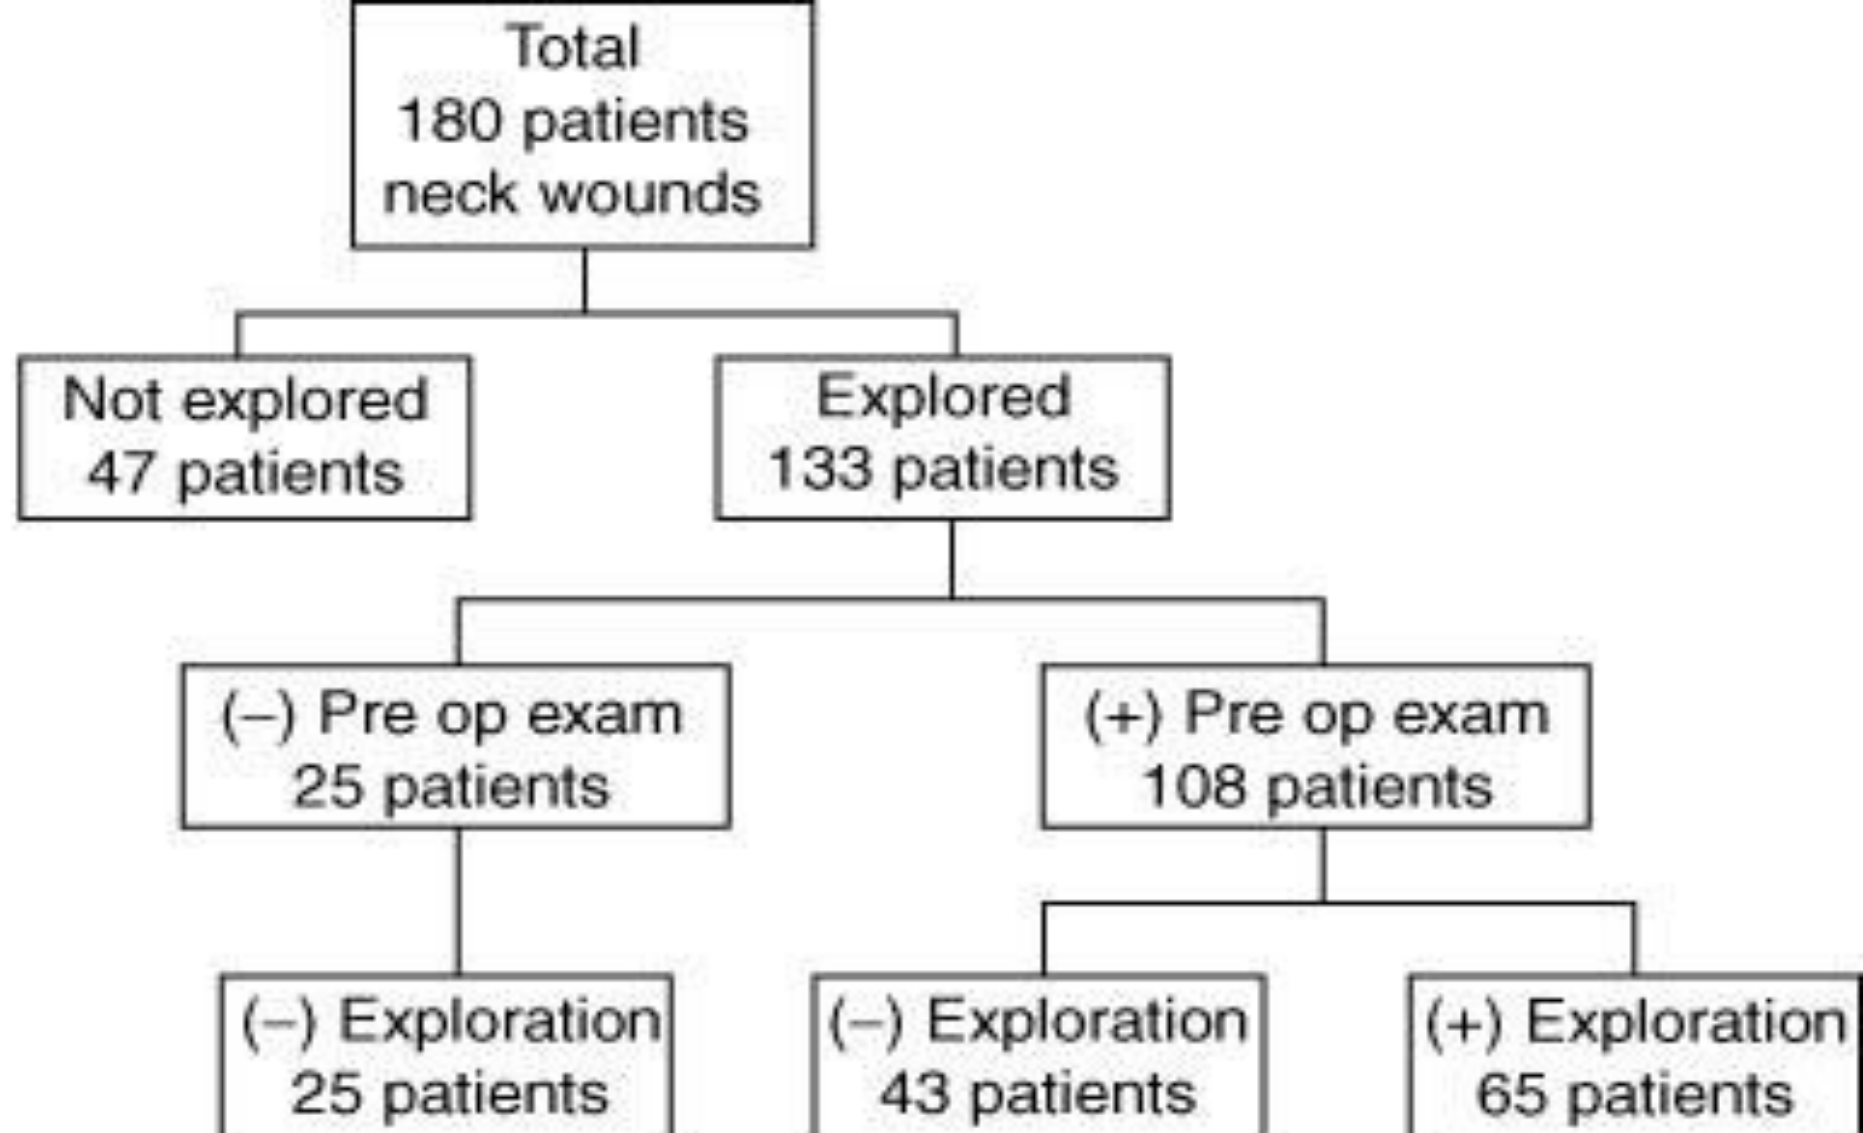 Total
180 patients
neck wounds
Not explored
47 patients
Explored
133 patients
(–) Pre op exam
25 patients
(+) Pre op exam
108 patients
(–) Exploration
25 patients
(–) Exploration
43 patients
(+) Exploration
65 patients